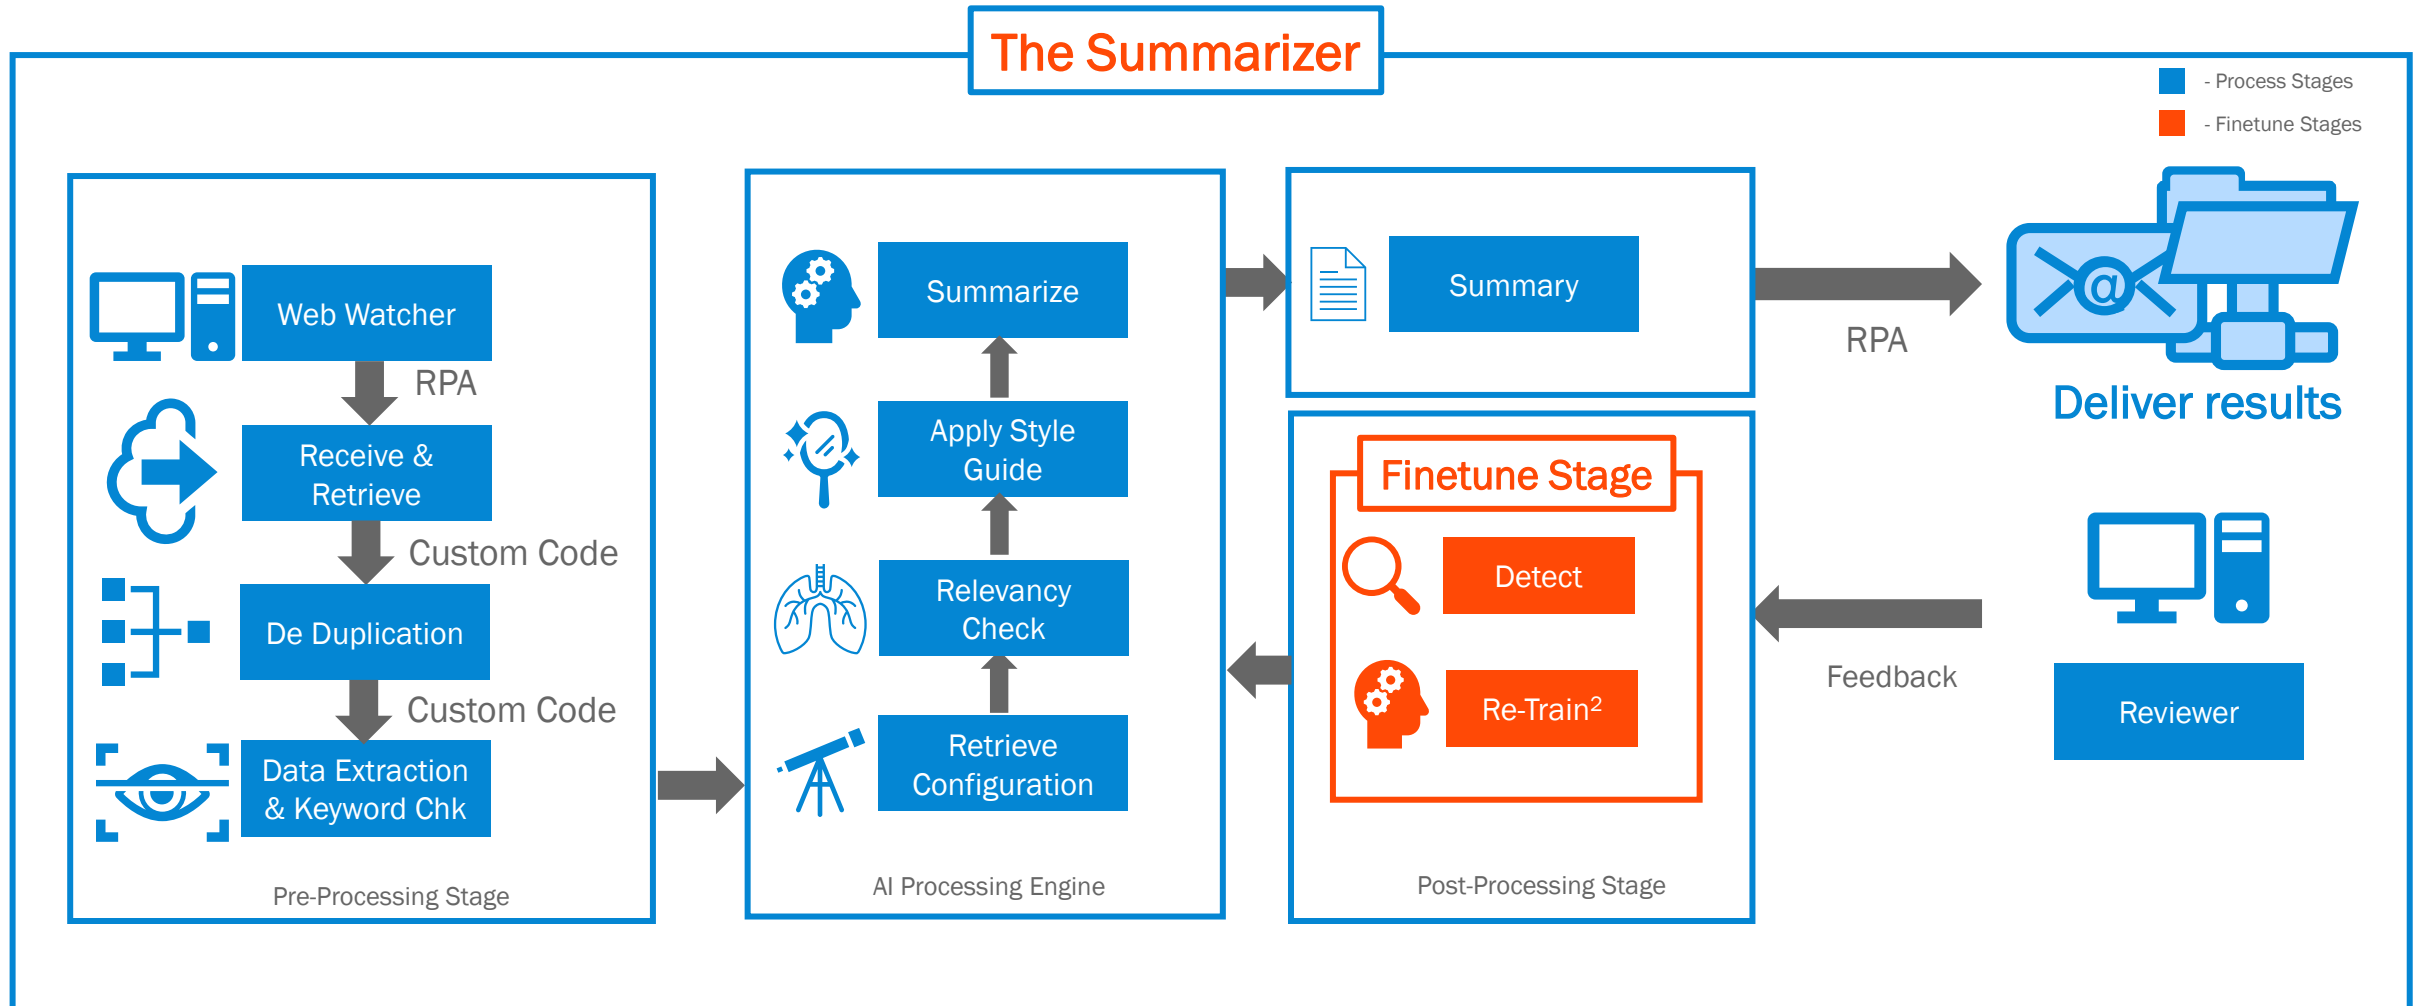 The Summarizer
- Process Stages
- Finetune Stages
Web Watcher
RPA
Receive &
Retrieve
Custom Code
De Duplication
Custom Code
Data Extraction
& Keyword Chk
Pre-Processing Stage
Summarize
Apply Style
Guide
Relevancy
Check
Retrieve
Configuration
AI Processing Engine
Summary
RPA
@
Deliver results
Finetune Stage
Detect
Re-Train²
Post-Processing Stage
Feedback
Reviewer